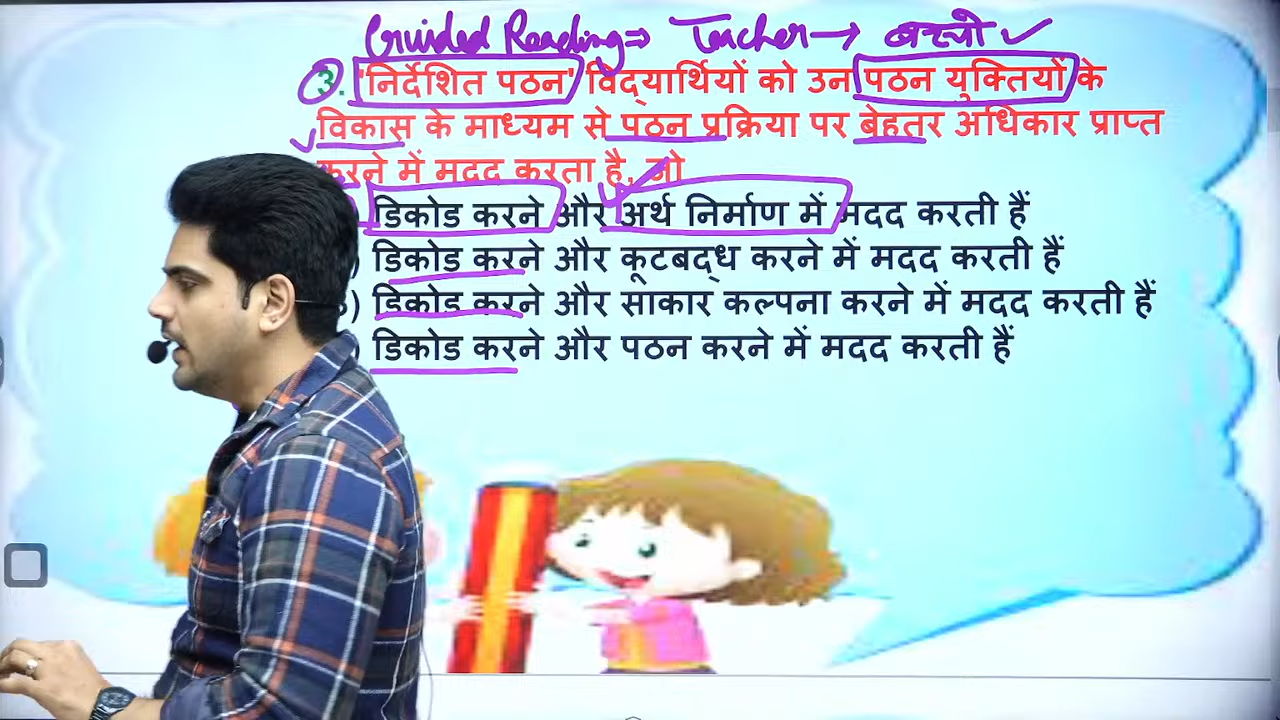 Guided Reading ⇒ Teacher → बच्चो ✓
3. 'निर्देशित पठन' विद्यार्थियों को उन पठन युक्तियों के
विकास के माध्यम से पठन प्रक्रिया पर बेहतर अधिकार प्राप्त
करने में मदद करता है, जो
) डिकोड करने और अर्थ निर्माण में मदद करती हैं
) डिकोड करने और कूटबद्ध करने में मदद करती हैं
3) डिकोड करने और साकार कल्पना करने में मदद करती हैं
) डिकोड करने और पठन करने में मदद करती हैं